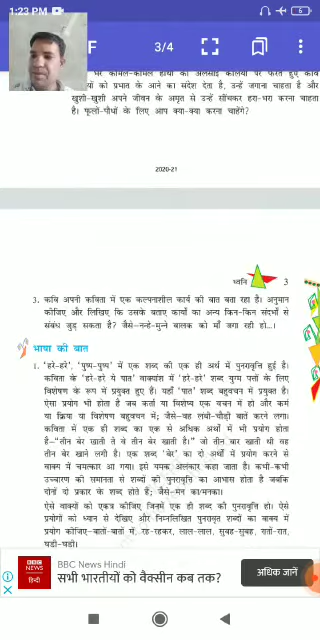 1:23 PM
6
F
3/4
भर कोमल-कोमल हाथों को अलसाई कलियों पर फेरते हुए कवि
यों को प्रभात के आने का संदेश देता है, उन्हें जगाना चाहता है और
खुशी-खुशी अपने जीवन के अमृत से उन्हें सींचकर हरा-भरा करना चाहता
है। फूलों-पौधों के लिए आप क्या-क्या करना चाहेंगे?
2020-21
ध्वनि 3
3. कवि अपनी कविता में एक कल्पनाशील कार्य की बात बता रहा है। अनुमान
कीजिए और लिखिए कि उसके बताए कार्यों का अन्य किन-किन संदर्भों से
संबंध जुड़ सकता है? जैसे-नन्हे-मुन्ने बालक को माँ जगा रही हो...।
भाषा की बात
1. 'हरे-हरे', 'पुष्प-पुष्प' में एक शब्द की एक ही अर्थ में पुनरावृत्ति हुई है।
कविता के 'हरे-हरे ये पात' वाक्यांश में 'हरे-हरे' शब्द युग्म पत्तों के लिए
विशेषण के रूप में प्रयुक्त हुए हैं। यहाँ 'पात' शब्द बहुवचन में प्रयुक्त है।
ऐसा प्रयोग भी होता है जब कर्ता या विशेष्य एक वचन में हो और कर्म
या क्रिया या विशेषण बहुवचन में; जैसे-वह लंबी-चौड़ी बातें करने लगा।
कविता में एक ही शब्द का एक से अधिक अर्थों में भी प्रयोग होता
है-"तीन बेर खाती ते वे तीन बेर खाती है।" जो तीन बार खाती थी वह
तीन बेर खाने लगी है। एक शब्द 'बेर' का दो अर्थों में प्रयोग करने से
वाक्य में चमत्कार आ गया। इसे यमक अलंकार कहा जाता है। कभी-कभी
उच्चारण की समानता से शब्दों की पुनरावृत्ति का आभास होता है जबकि
दोनों दो प्रकार के शब्द होते हैं; जैसे-मन का/मनका।
ऐसे वाक्यों को एकत्र कीजिए जिनमें एक ही शब्द की पुनरावृत्ति हो। ऐसे
प्रयोगों को ध्यान से देखिए और निम्नलिखित पुनरावृत शब्दों का वाक्य में
प्रयोग कीजिए-बातों-बातों में, रह-रहकर, लाल-लाल, सुबह-सुबह, रातों-रात,
घड़ी-घड़ी।
BBC NEWS हिन्दी
BBC News Hindi
सभी भारतीयों को वैक्सीन कब तक?
अधिक जानें